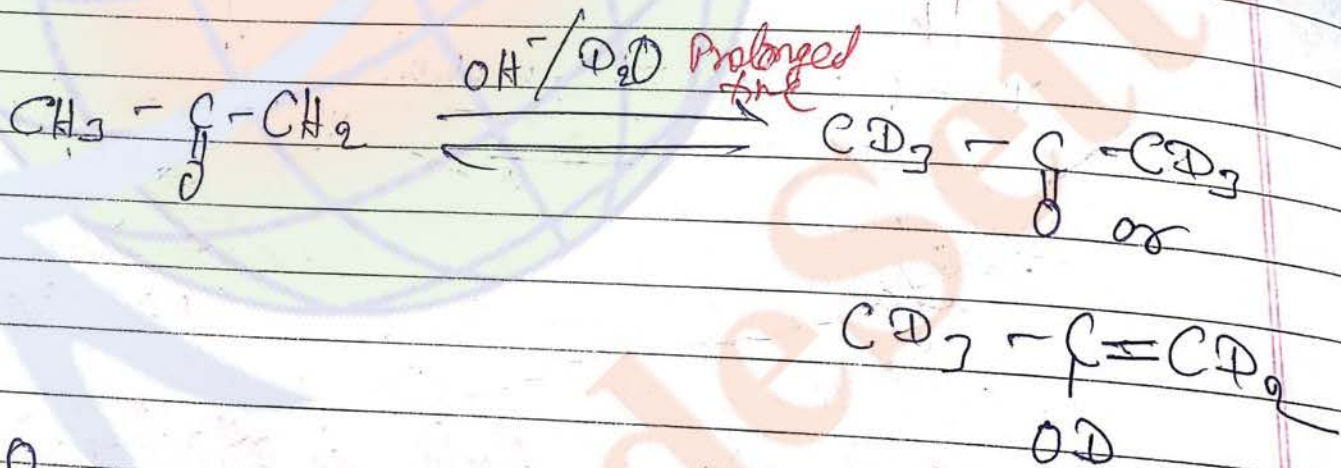 OH⁻/D₂O Prolonged
time
CH₃ - C - CH₂ ⇌ CD₃ - C - CD₃
O O or
CD₃ - C = CD₂
OD